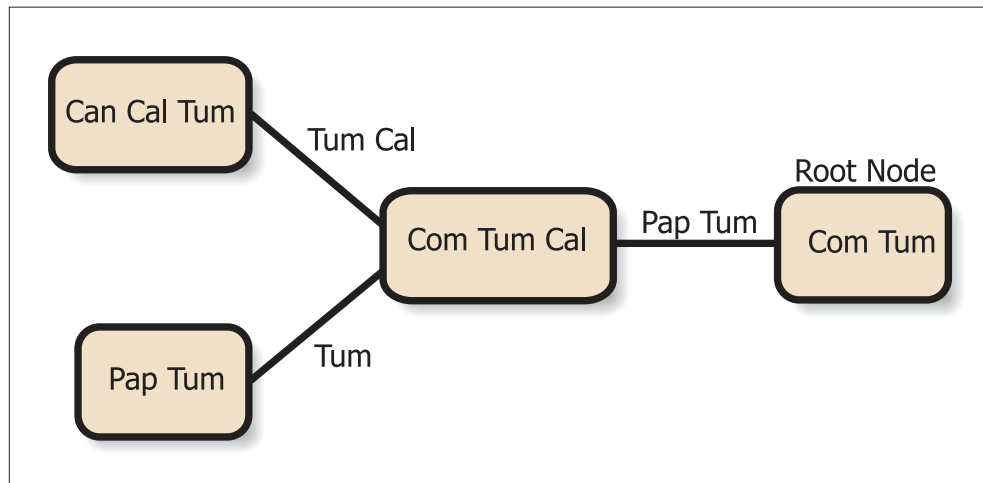 Can Cal Tum
Tum Cal
Root Node
Com Tum Cal
Pap Tum
Com Tum
Tum
Pap Tum